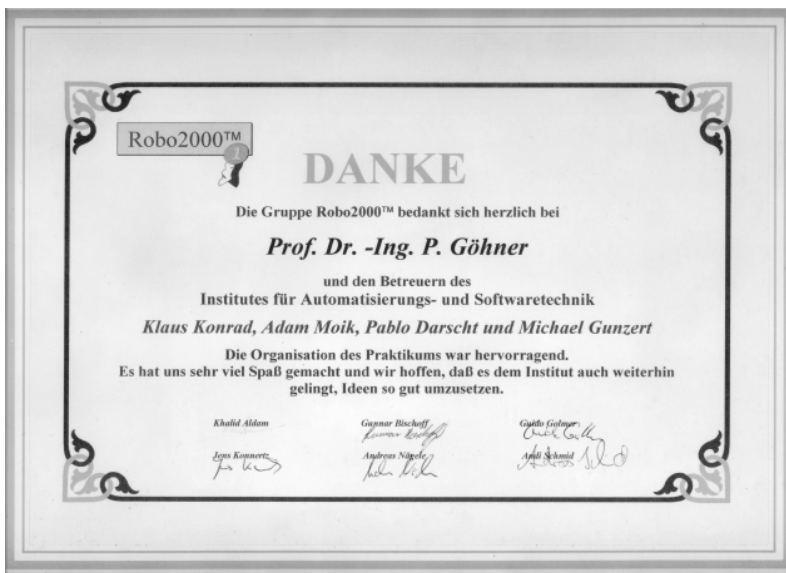 Robo2000™
1
DANKE
Die Gruppe Robo2000™ bedankt sich herzlich bei
Prof. Dr. -Ing. P. Göhner
und den Betreuern des
Institutes für Automatisierungs- und Softwaretechnik
Klaus Konrad, Adam Moik, Pablo Darscht und Michael Gunzert
Die Organisation des Praktikums war hervorragend.
Es hat uns sehr viel Spaß gemacht und wir hoffen, daß es dem Institut auch weiterhin
gelingt, Ideen so gut umzusetzen.
Khalid Aldam Gunnar Bischoff Guido Golmer
Jens Konnertz Andreas Nägele Andi Schmid